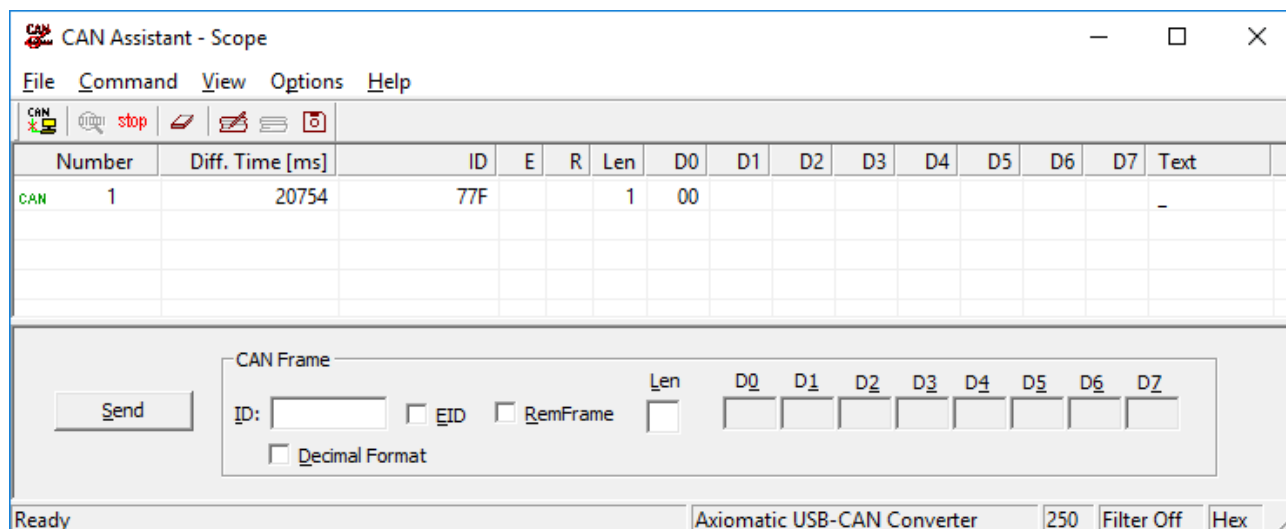 CAN Assistant - Scope
File Command View Options Help
CAN stop
Number Diff. Time [ms] ID E R Len D0 D1 D2 D3 D4 D5 D6 D7 Text
CAN 1 20754 77F 1 00 _
CAN Frame
Len D0 D1 D2 D3 D4 D5 D6 D7
Send ID: EID RemFrame
Decimal Format
Ready Axiomatic USB-CAN Converter 250 Filter Off Hex